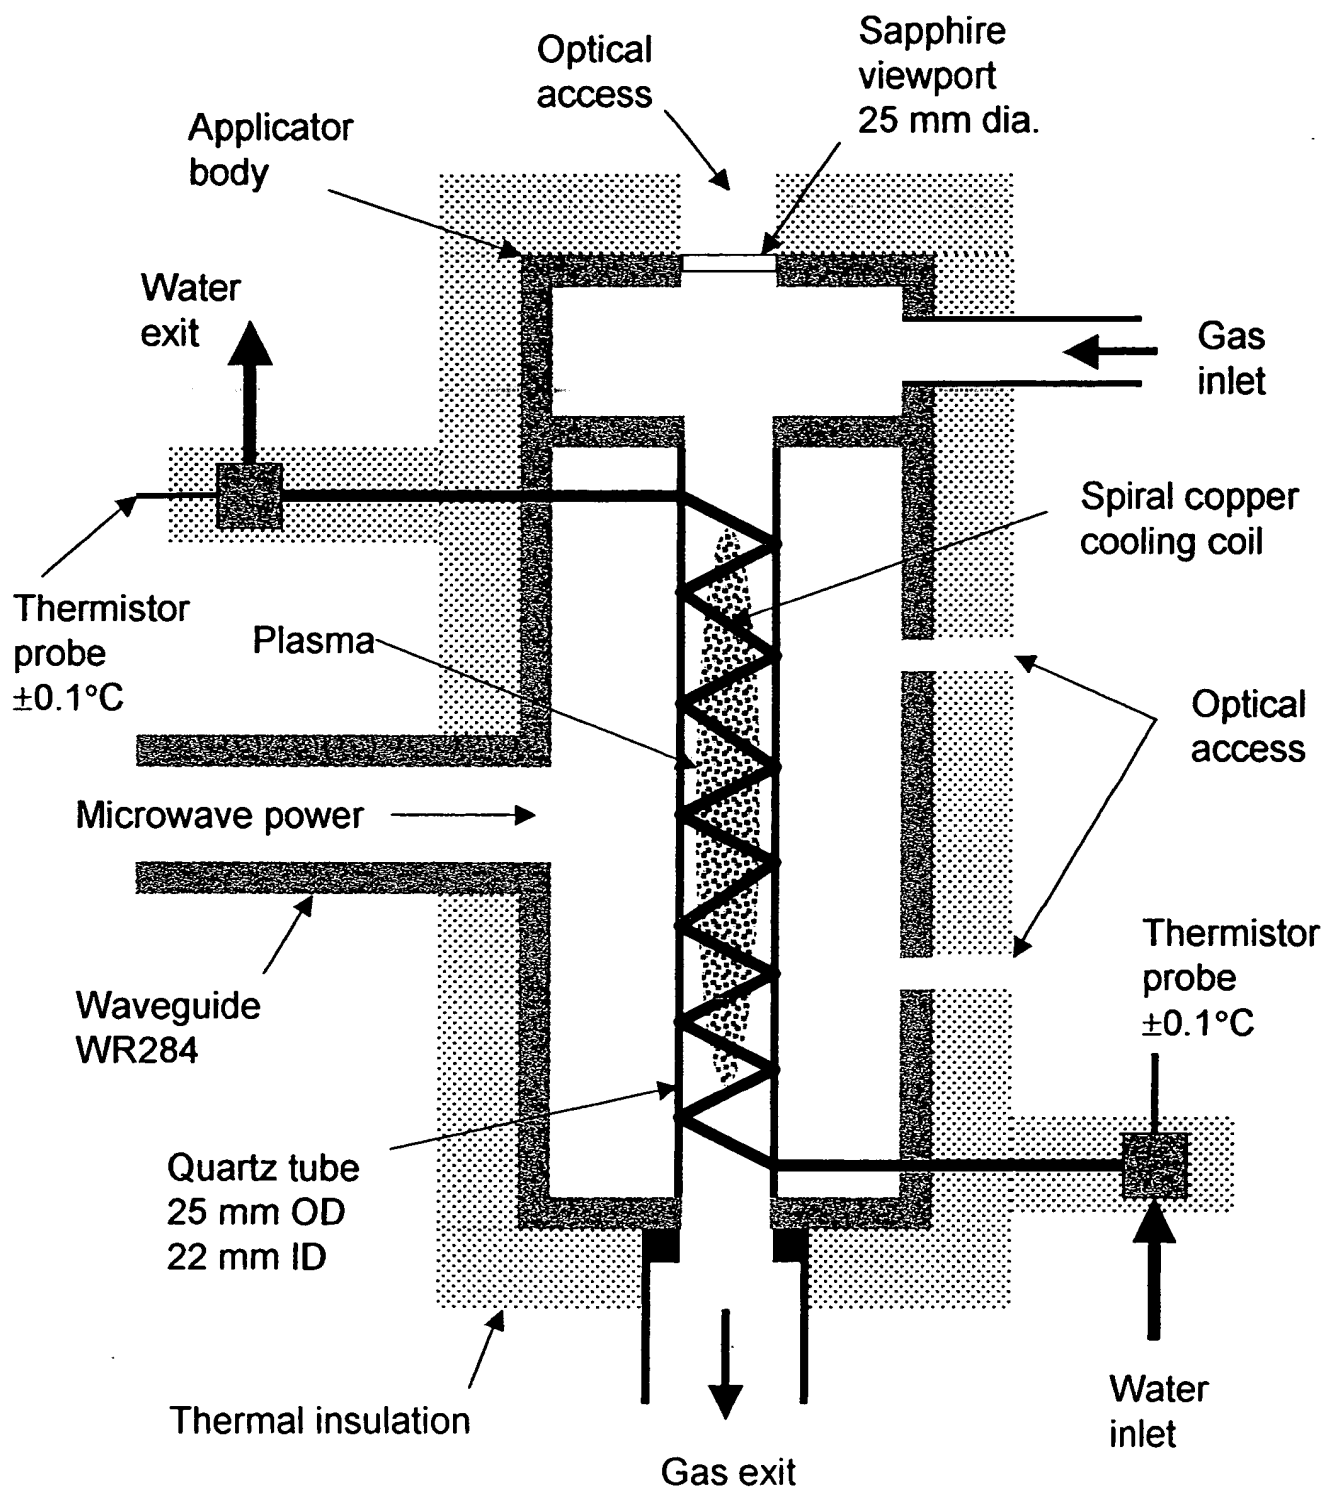 Optical
access
Sapphire
viewport
25 mm dia.
Applicator
body
Water
exit
Gas
inlet
Spiral copper
cooling coil
Thermistor
probe
±0.1°C
Plasma
Optical
access
Microwave power
Thermistor
probe
±0.1°C
Waveguide
WR284
Quartz tube
25 mm OD
22 mm ID
Water
inlet
Thermal insulation
Gas exit